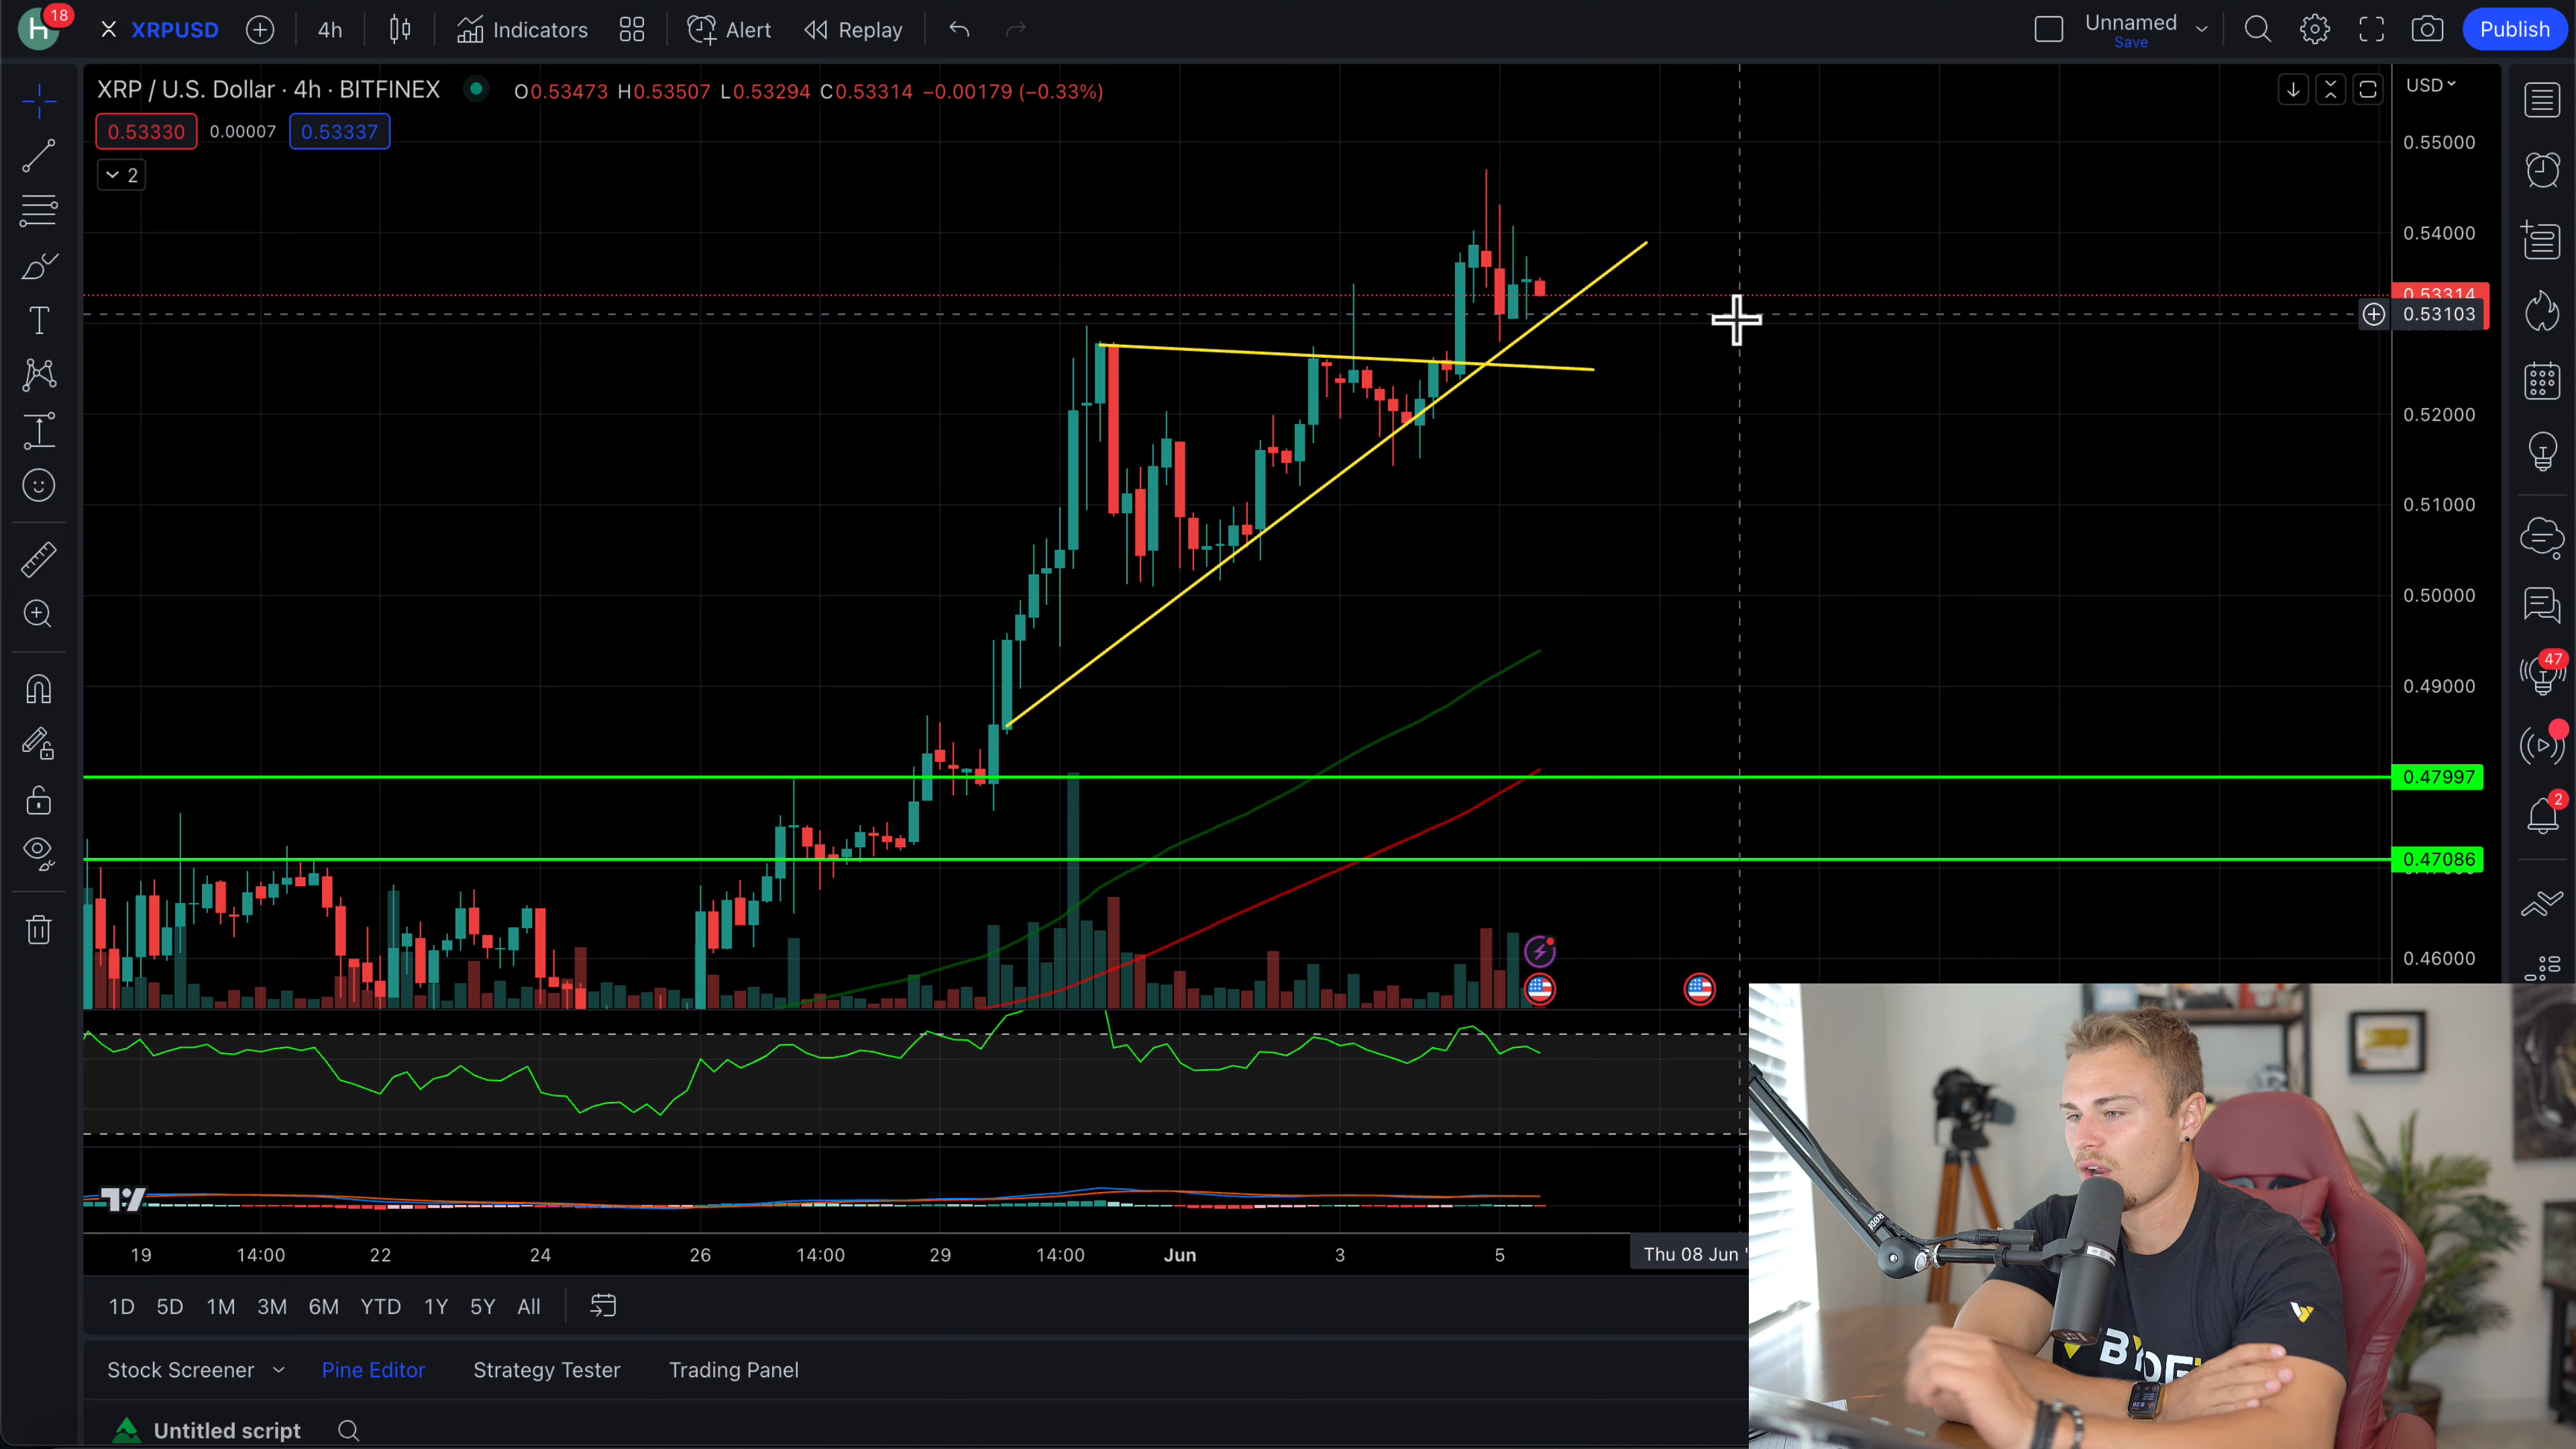 H 18 XRPUSD 4h Indicators Alert Replay Unnamed Save Publish
XRP / U.S. Dollar · 4h · BITFINEX O0.53473 H0.53507 L0.53294 C0.53314 −0.00179 (−0.33%) USD
0.53330 0.00007 0.53337
2
0.55000
0.54000
0.53314
0.53103
0.52000
0.51000
0.50000
0.49000
47
0.47997
2
0.47086
0.46000
19 14:00 22 24 26 14:00 29 14:00 Jun 3 5 Thu 08 Jun '
1D 5D 1M 3M 6M YTD 1Y 5Y All
Stock Screener Pine Editor Strategy Tester Trading Panel
Untitled script
RØDE